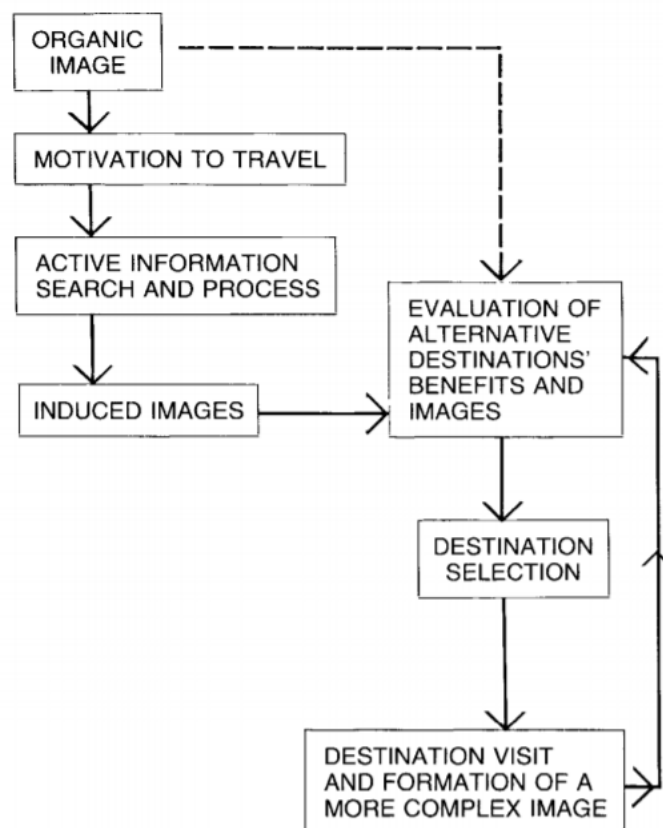 ORGANIC
IMAGE
MOTIVATION TO TRAVEL
ACTIVE INFORMATION
SEARCH AND PROCESS
INDUCED IMAGES
EVALUATION OF
ALTERNATIVE
DESTINATIONS'
BENEFITS AND
IMAGES
DESTINATION
SELECTION
DESTINATION VISIT
AND FORMATION OF A
MORE COMPLEX IMAGE